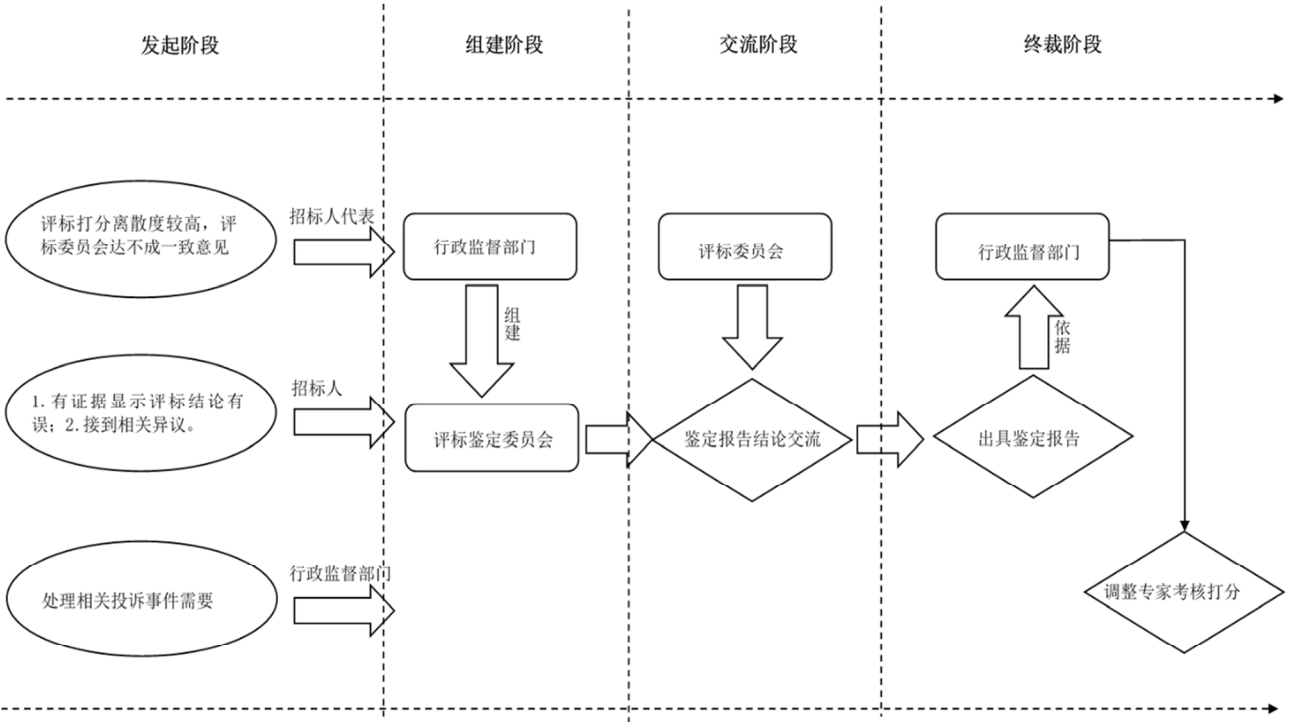 发起阶段
组建阶段
交流阶段
终裁阶段
评标打分离散度较高，评
标委员会达不成一致意见
招标人代表
行政监督部门
评标委员会
行政监督部门
组
建
依
据
1.有证据显示评标结论有
误；2.接到相关异议。
招标人
评标鉴定委员会
鉴定报告结论交流
出具鉴定报告
处理相关投诉事件需要
行政监督部门
调整专家考核打分